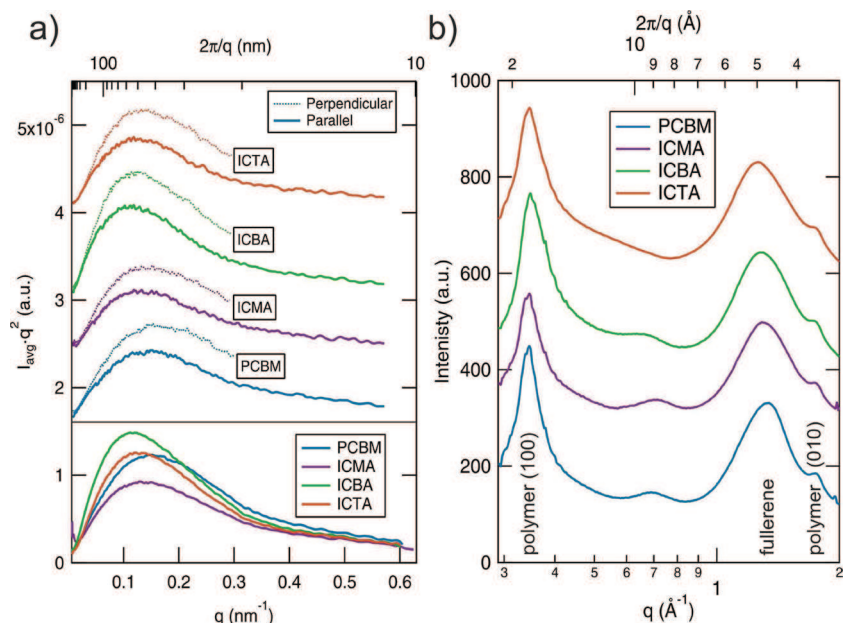 a)
2π/q (nm)
100
10
Perpendicular
Parallel
5x10⁻⁶
ICTA
4
ICBA
3
ICMA
2
PCBM
1
PCBM
ICMA
ICBA
ICTA
0
0.1 0.2 0.3 0.4 0.5 0.6
q (nm⁻¹)
I_avg·q² (a.u.)
b)
2π/q (Å)
2 10 9 8 7 6 5 4
1000
PCBM
ICMA
ICBA
ICTA
800
600
400
200
0
Intenisty (a.u.)
polymer (100)
fullerene
polymer (010)
3 4 5 6 7 8 9 1 2
q (Å⁻¹)